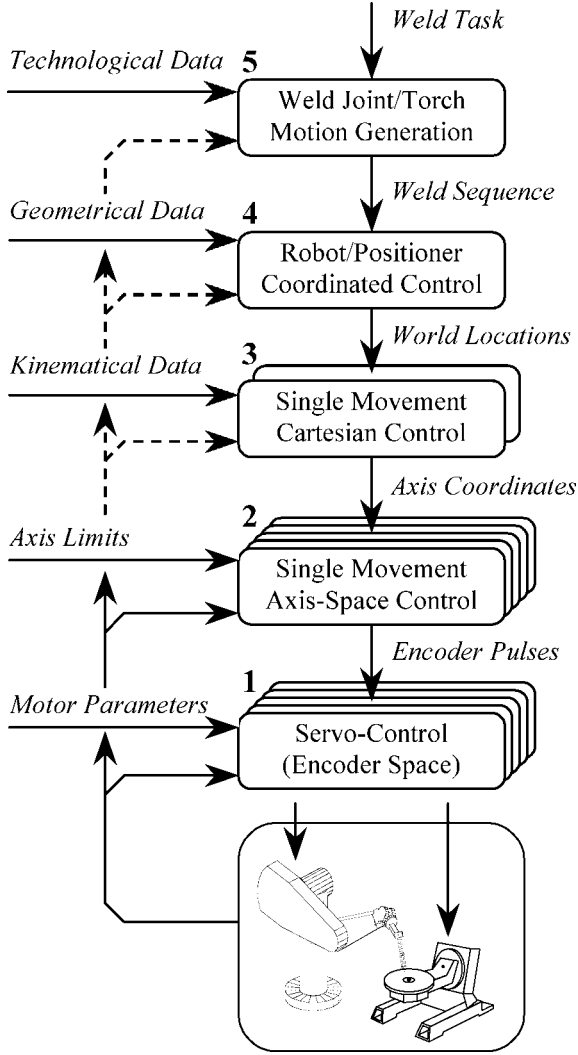 Weld Task
Technological Data
5
Weld Joint/Torch
Motion Generation
Weld Sequence
Geometrical Data
4
Robot/Positioner
Coordinated Control
World Locations
Kinematical Data
3
Single Movement
Cartesian Control
Axis Coordinates
Axis Limits
2
Single Movement
Axis-Space Control
Encoder Pulses
Motor Parameters
1
Servo-Control
(Encoder Space)